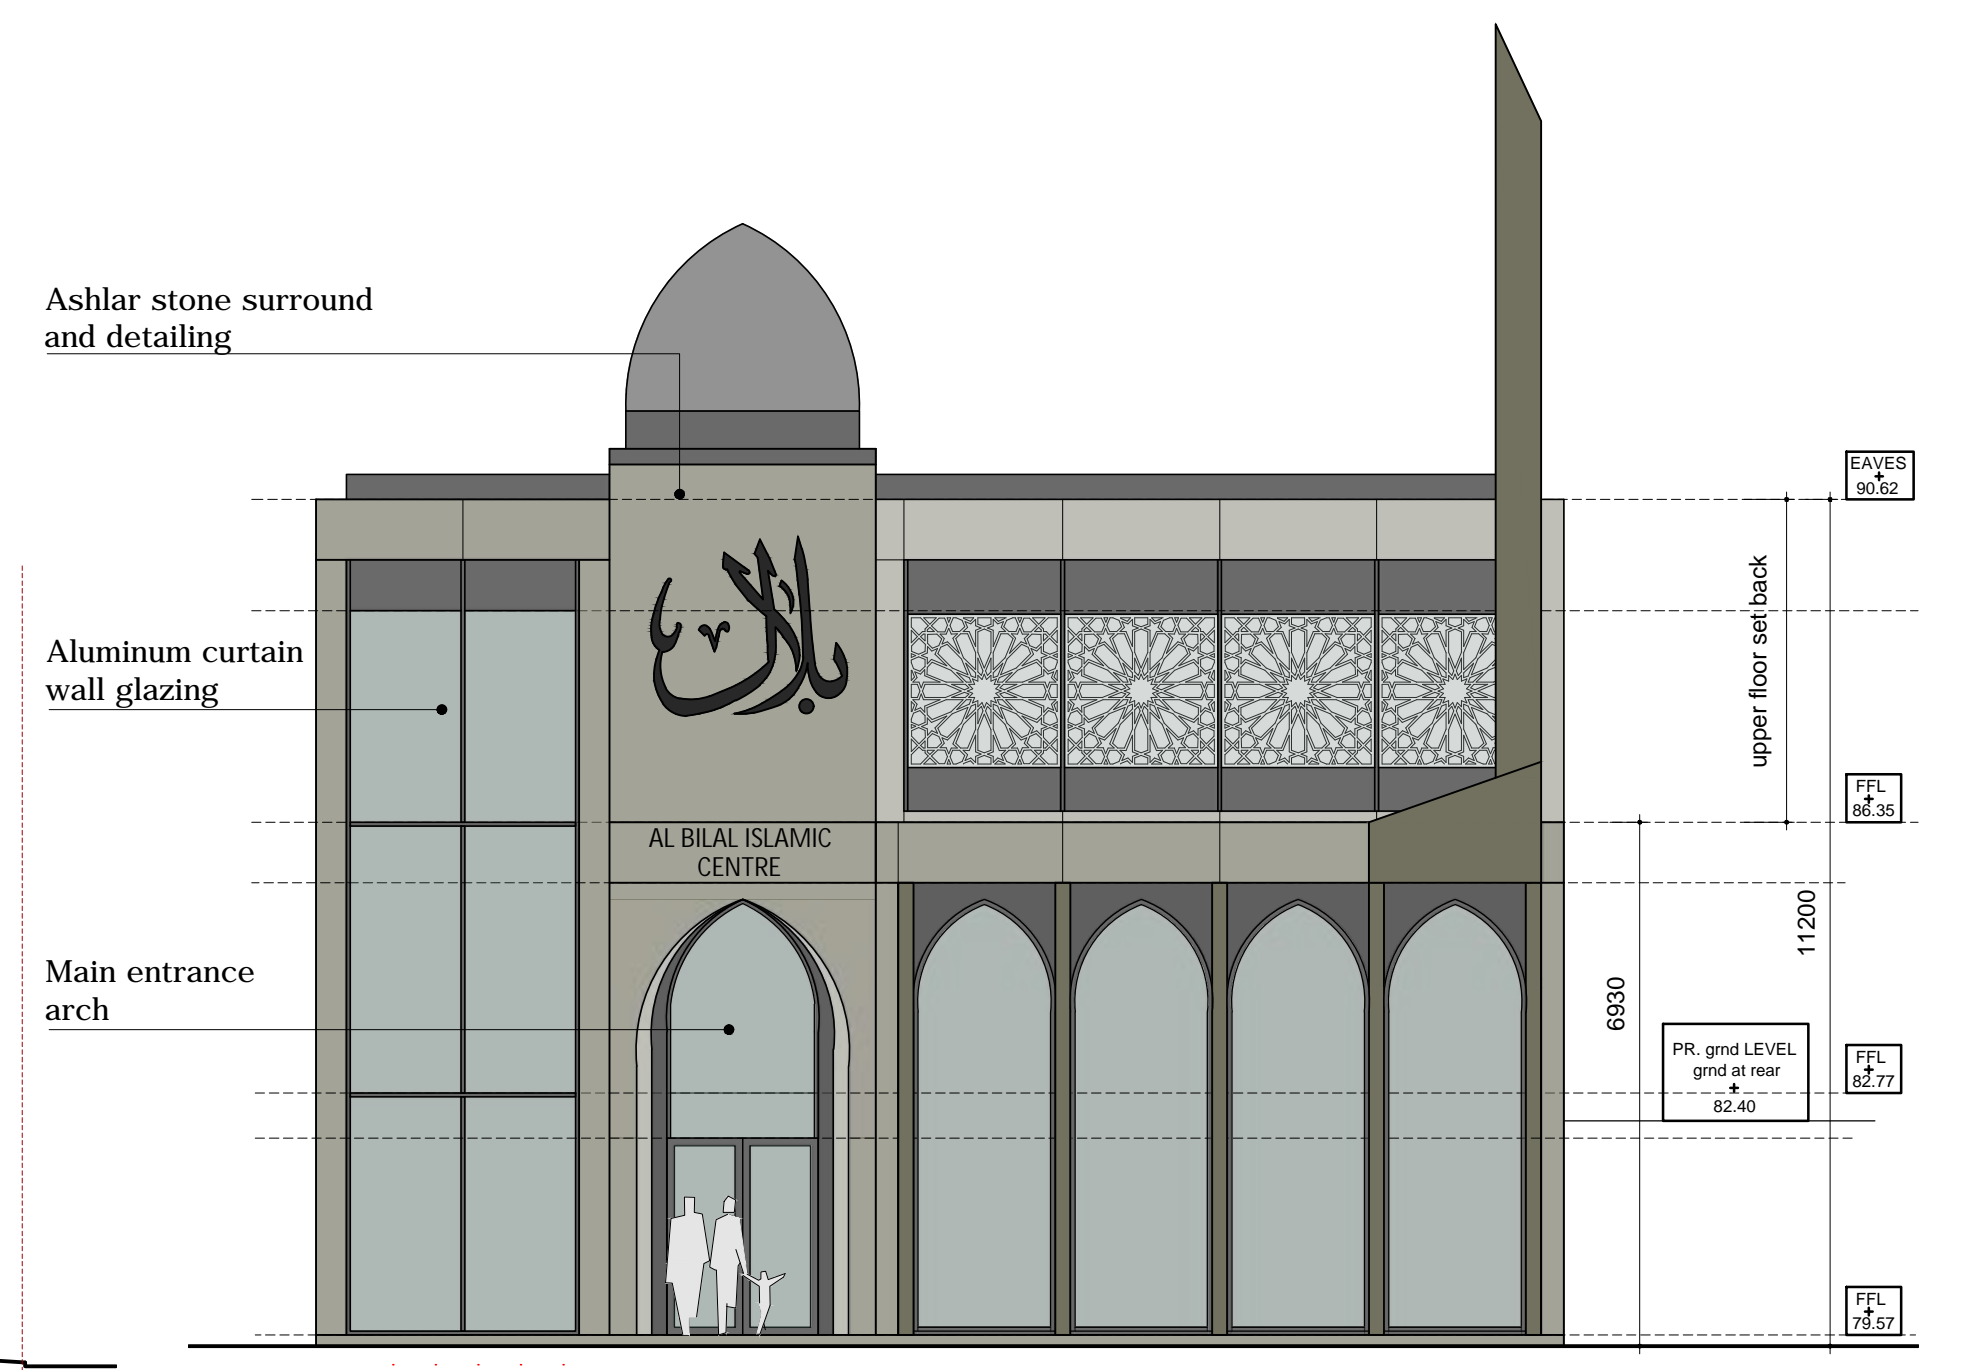 Ashlar stone surround
and detailing
EAVES
90.62
بلال
upper floor set back
Aluminum curtain
wall glazing
FFL
86.35
AL BILAL ISLAMIC
CENTRE
11200
Main entrance
arch
6930
PR. grnd LEVEL
grnd at rear
82.40
FFL
82.77
FFL
79.57